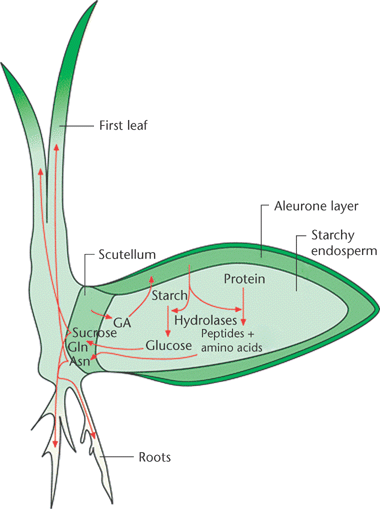 First leaf
Aleurone layer
Starchy
endosperm
Scutellum
Protein
Starch
GA
Hydrolases
Sucrose
Gln
Asn
Glucose
Peptides +
amino acids
Roots